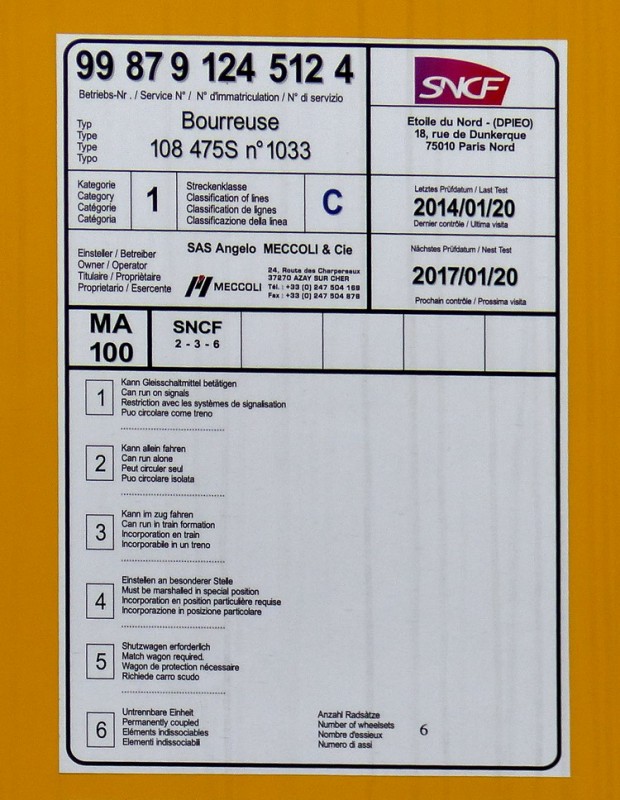 99 87 9 124 512 4
Betriebs-Nr . / Service N° / N° d'immatriculation / N° di servizio
Typ
Type
Type
Typo
Bourreuse
108 475S n°1033
SNCF
Etoile du Nord - (DPIEO)
18, rue de Dunkerque
75010 Paris Nord
Kategorie
Category
Catégorie
Catégoria
1
Streckenklasse
Classification of lines
Classification de lignes
Classificazione della linea
C
Letztes Prüfdatum / Last Test
2014/01/20
Dernier contrôle / Ultima visita
Einsteller / Betreiber
Owner / Operator
Titulaire / Propriètaire
Proprietario / Esercente
SAS Angelo MECCOLI & Cie
MECCOLI
24, Route des Charpereaux
37270 AZAY SUR CHER
Tél. : +33 (0) 247 504 168
Fax : +33 (0) 247 504 878
Nächstes Prüfdatum / Nest Test
2017/01/20
Prochain contrôle / Prossima visita
MA
100
SNCF
2 - 3 - 6
1
Kann Gleisschaltmittel betätigen
Can run on signals
Restriction avec les systèmes de signalisation
Puo circolare come treno
2
Kann allein fahren
Can run alone
Peut circuler seul
Puo circolare isolata
3
Kann im zug fahren
Can run in train formation
Incorporation en train
Incorporabile in un treno
4
Einstellen an besonderer Stelle
Must be marshalled in special position
Incorporation en position particulière requise
Incorporazione in posizione particolare
5
Shutzwagen erforderlich
Match wagon required.
Wagon de protection nécessaire
Richiede carro scudo
6
Untrennbare Einheit
Permanently coupled
Eléments indissociables
Elementi indissociabili
Anzahl Radsätze
Number of wheelsets
Nombre d'essieux
Numero di assi
6